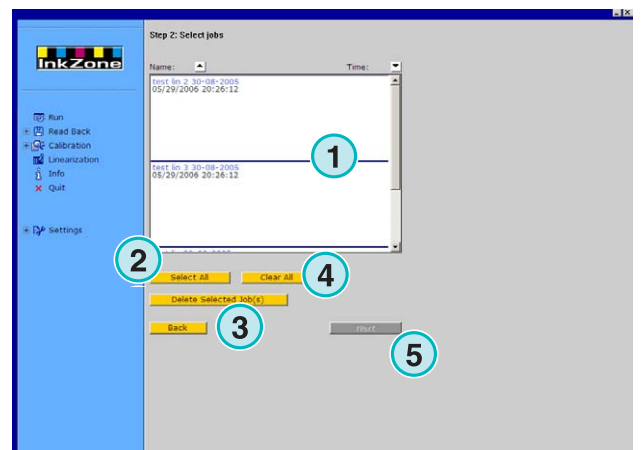 Step 2: Select jobs
InkZone
Name: Time:
test lin 2 30-08-2005
05/29/2006 20:26:12
1
test lin 3 30-08-2005
05/29/2006 20:26:12
Run
Read Back
Calibration
Linearization
Info
Quit
Settings
2
Select All Clear All
4
Delete Selected Job(s)
Back
3
Next
5